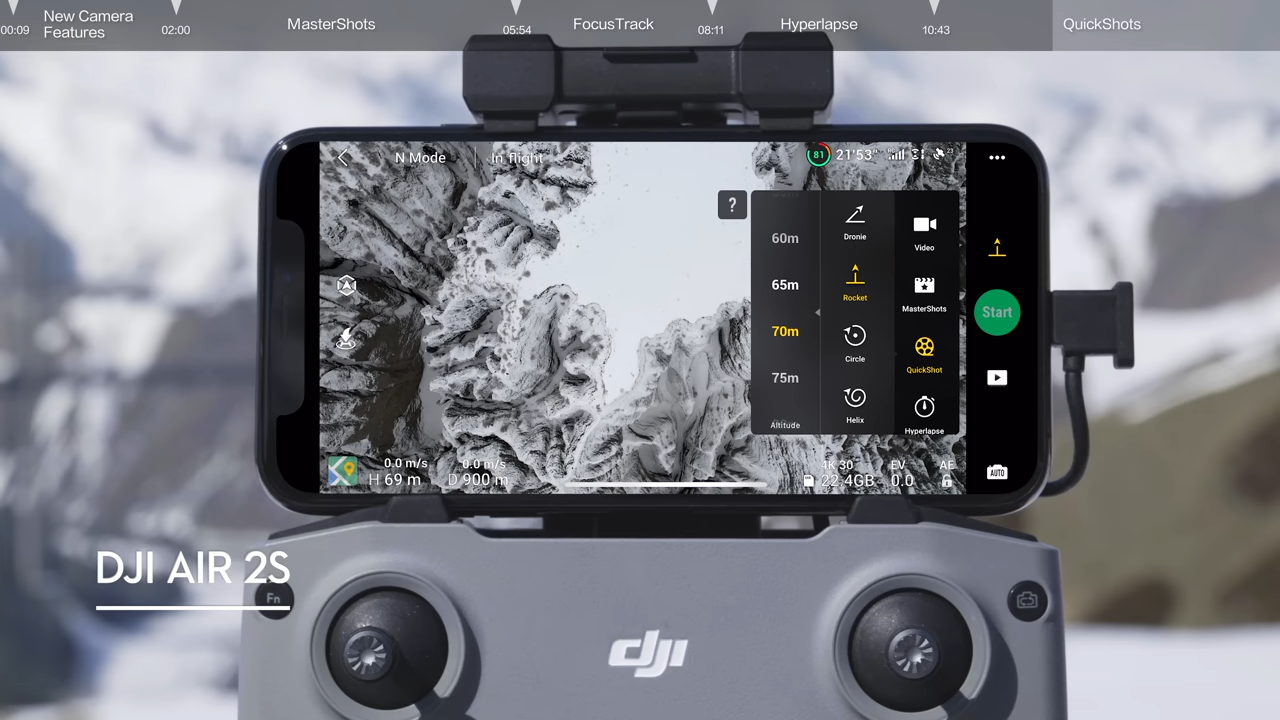 New Camera
Features
MasterShots
FocusTrack
Hyperlapse
QuickShots
00:09
02:00
05:54
08:11
10:43
N Mode
In flight
81
21'53"
?
60m
65m
70m
75m
Altitude
Dronie
Rocket
Circle
Helix
Video
MasterShots
QuickShot
Hyperlapse
Start
AUTO
0.0 m/s
0.0 m/s
H 69 m
D 900 m
4K 30
EV
AE
22.4GB
0.0
DJI AIR 2S
Fn
dji